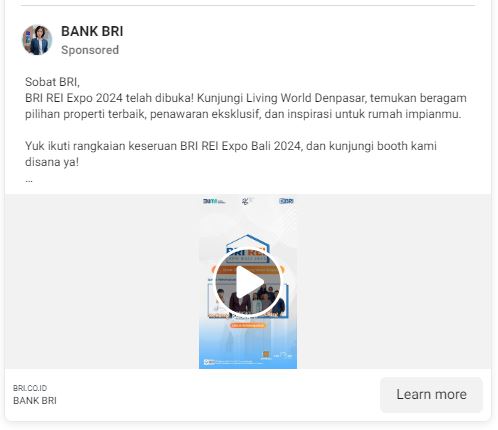 BANK BRI
Sponsored
Sobat BRI,
BRI REI Expo 2024 telah dibuka! Kunjungi Living World Denpasar, temukan beragam
pilihan properti terbaik, penawaran eksklusif, dan inspirasi untuk rumah impianmu.
Yuk ikuti rangkaian keseruan BRI REI Expo Bali 2024, dan kunjungi booth kami
disana ya!
...
BRI
BRI REI
BRI.CO.ID
BANK BRI
Learn more